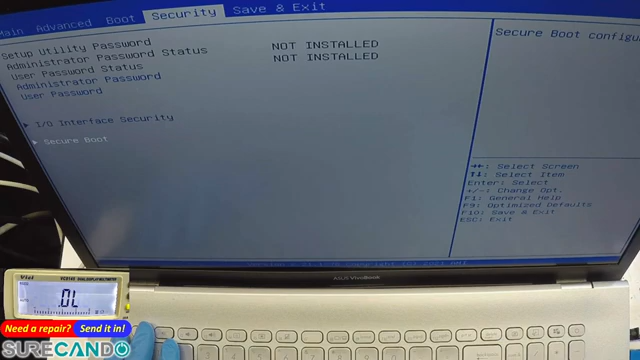 Main Advanced Boot Security Save & Exit
Setup Utility Password
Administrator Password Status NOT INSTALLED
User Password Status NOT INSTALLED
Administrator Password
User Password
I/O Interface Security
Secure Boot
Secure Boot configu
→←: Select Screen
↑↓: Select Item
Enter: Select
+/-: Change Opt.
F1: General Help
F9: Optimized Defaults
F10: Save & Exit
ESC: Exit
ASUS VivoBook
.OL
Need a repair? Send it in!
SURECANDO